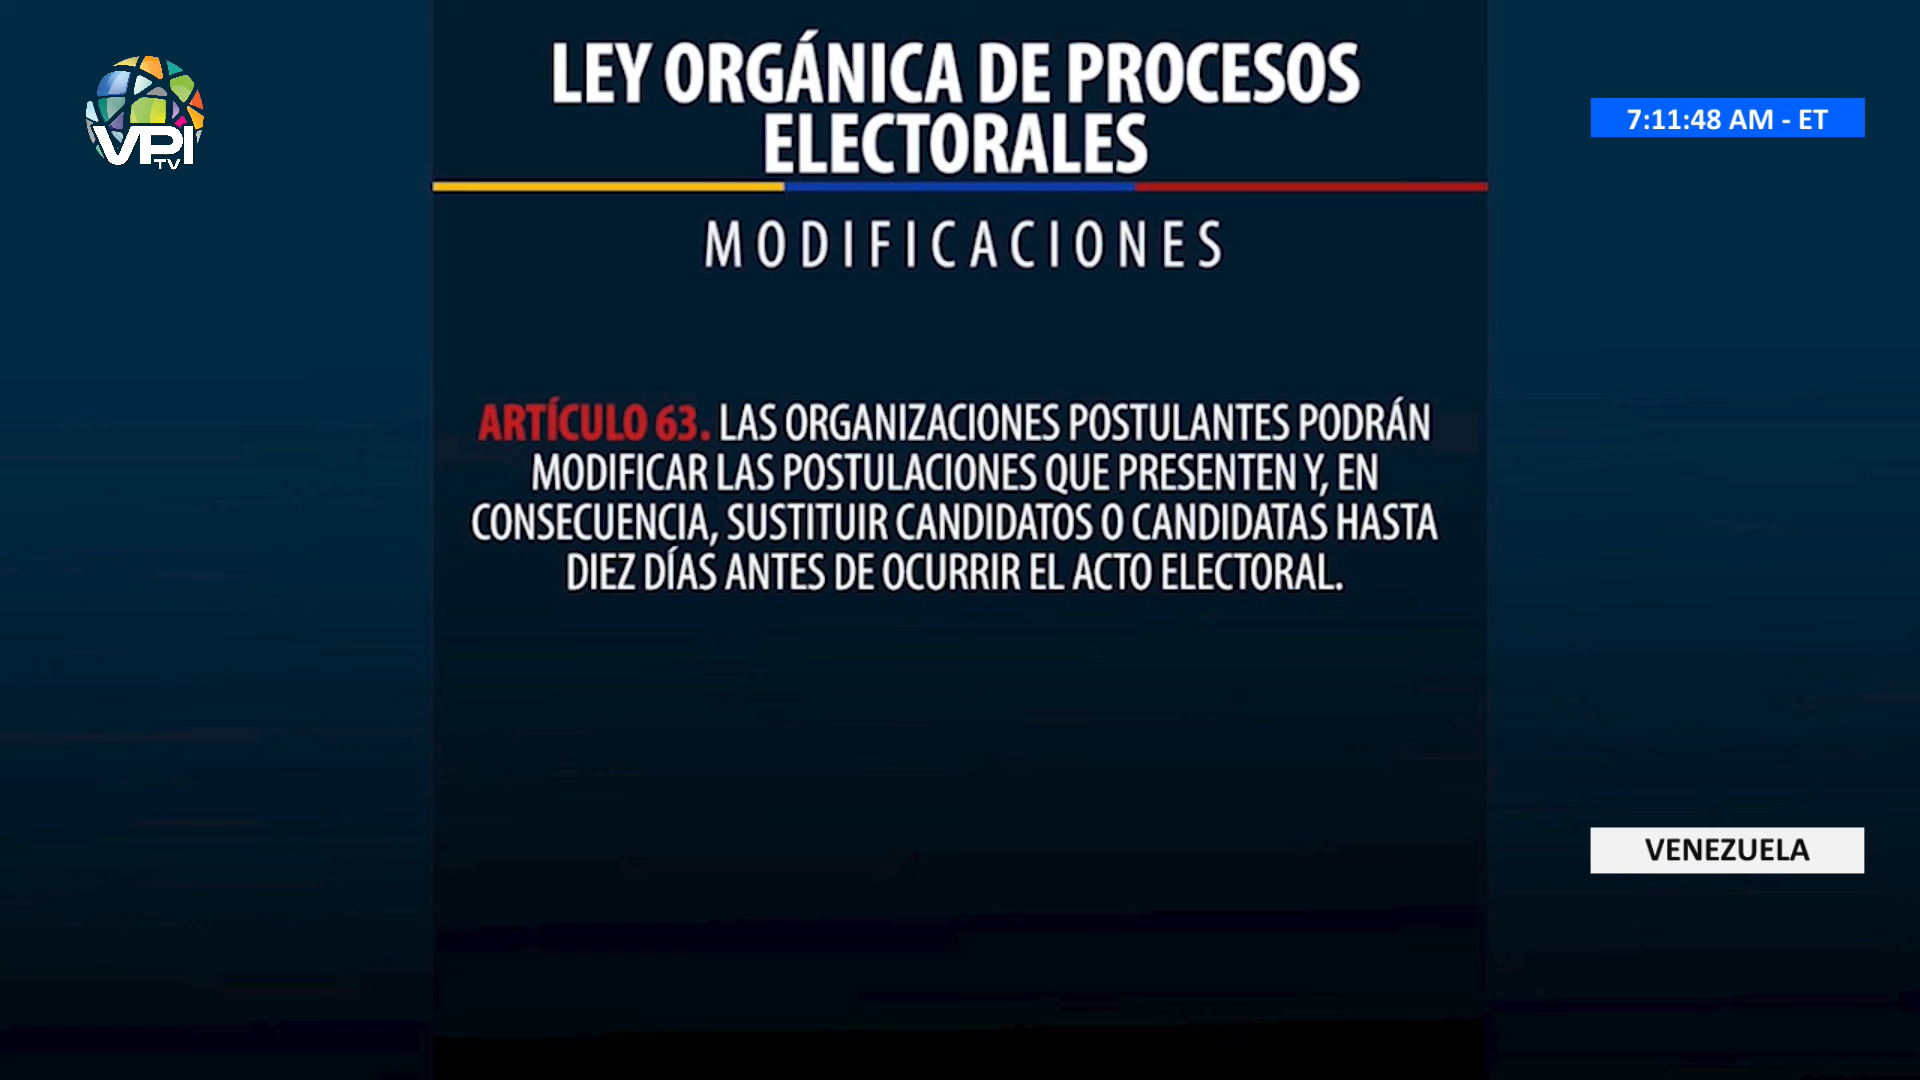 LEY ORGÁNICA DE PROCESOS
ELECTORALES
MODIFICACIONES
ARTÍCULO 63. LAS ORGANIZACIONES POSTULANTES PODRÁN
MODIFICAR LAS POSTULACIONES QUE PRESENTEN Y, EN
CONSECUENCIA, SUSTITUIR CANDIDATOS O CANDIDATAS HASTA
DIEZ DÍAS ANTES DE OCURRIR EL ACTO ELECTORAL.
VPI
TV
7:11:48 AM - ET
VENEZUELA